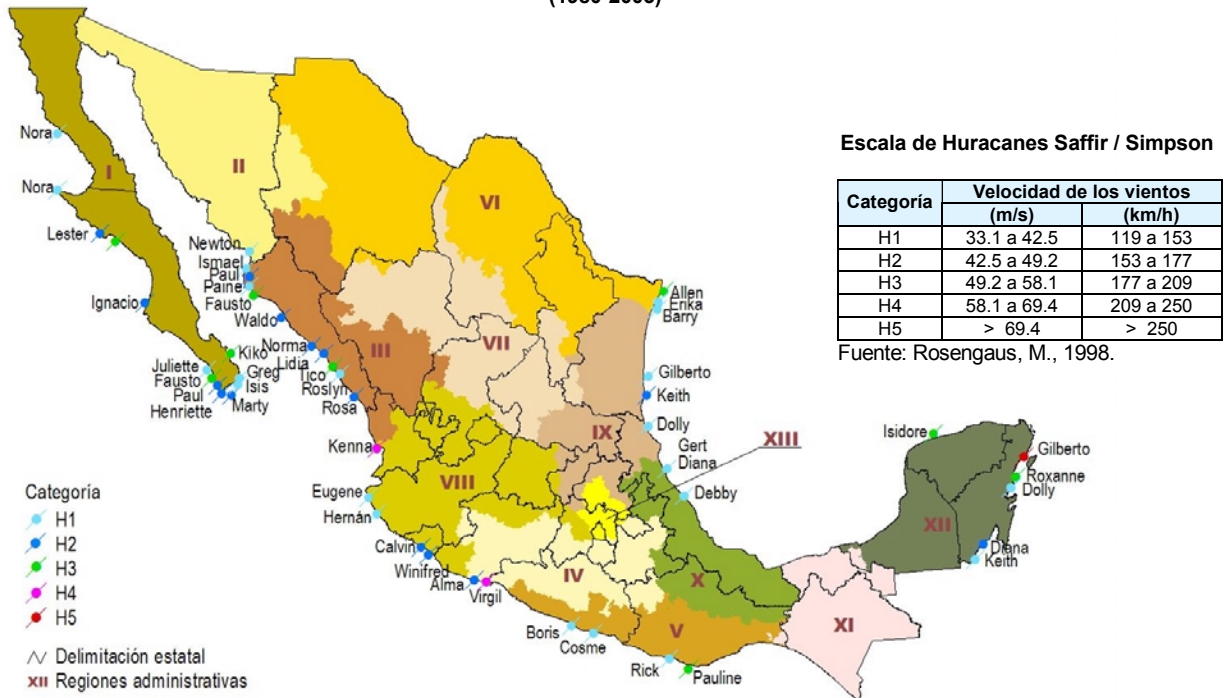 (1980-2003)
Escala de Huracanes Saffir / Simpson
Categoría Velocidad de los vientos
(m/s) (km/h)
H1 33.1 a 42.5 119 a 153
H2 42.5 a 49.2 153 a 177
H3 49.2 a 58.1 177 a 209
H4 58.1 a 69.4 209 a 250
H5 > 69.4 > 250
Fuente: Rosengaus, M., 1998.
Nora
Nora
Lester
Ignacio
Juliette
Fausto
Paul
Henriette
Kiko
Greg
Isis
Marty
Newton
Ismael
Paul
Paine
Fausto
Waldo
Norma
Lidia
Tico
Roslyn
Rosa
Kenna
Eugene
Hernán
Calvin
Winifred
Alma
Virgil
Boris
Cosme
Rick
Pauline
Allen
Erika
Barry
Gilberto
Keith
Dolly
Gert
Diana
Debby
Isidore
Gilberto
Roxanne
Dolly
Diana
Keith
I
II
III
IV
V
VI
VII
VIII
IX
X
XI
XII
XIII
Categoría
H1
H2
H3
H4
H5
Delimitación estatal
XII Regiones administrativas